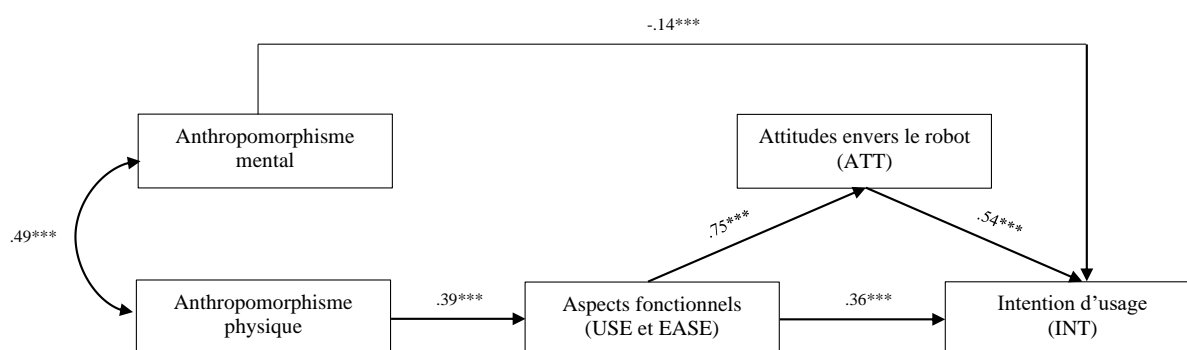 -.14***
Anthropomorphisme
mental
Attitudes envers le robot
(ATT)
.49***
.75***
.54***
Anthropomorphisme
physique
.39***
Aspects fonctionnels
(USE et EASE)
.36***
Intention d’usage
(INT)